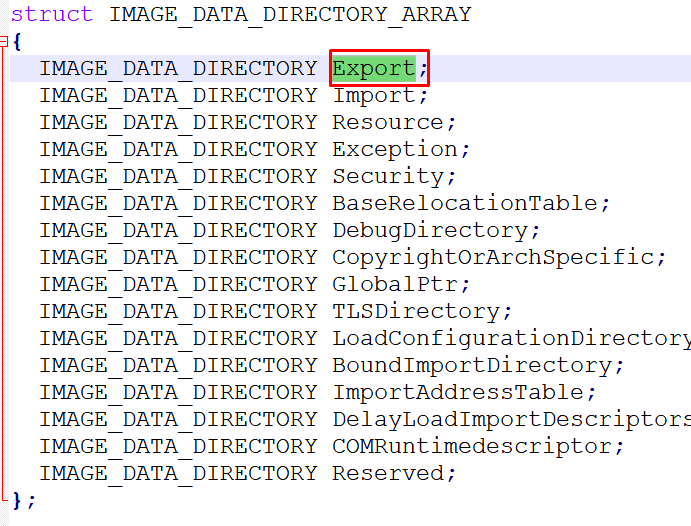 struct IMAGE_DATA_DIRECTORY_ARRAY
{
IMAGE_DATA_DIRECTORY Export;
IMAGE_DATA_DIRECTORY Import;
IMAGE_DATA_DIRECTORY Resource;
IMAGE_DATA_DIRECTORY Exception;
IMAGE_DATA_DIRECTORY Security;
IMAGE_DATA_DIRECTORY BaseRelocationTable;
IMAGE_DATA_DIRECTORY DebugDirectory;
IMAGE_DATA_DIRECTORY CopyrightOrArchSpecific;
IMAGE_DATA_DIRECTORY GlobalPtr;
IMAGE_DATA_DIRECTORY TLSDirectory;
IMAGE_DATA_DIRECTORY LoadConfigurationDirectory
IMAGE_DATA_DIRECTORY BoundImportDirectory;
IMAGE_DATA_DIRECTORY ImportAddressTable;
IMAGE_DATA_DIRECTORY DelayLoadImportDescriptors
IMAGE_DATA_DIRECTORY COMRuntimedescriptor;
IMAGE_DATA_DIRECTORY Reserved;
};